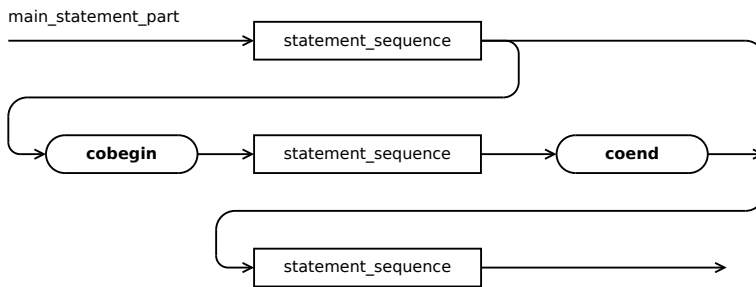 main_statement_part
statement_sequence
cobegin statement_sequence coend
statement_sequence